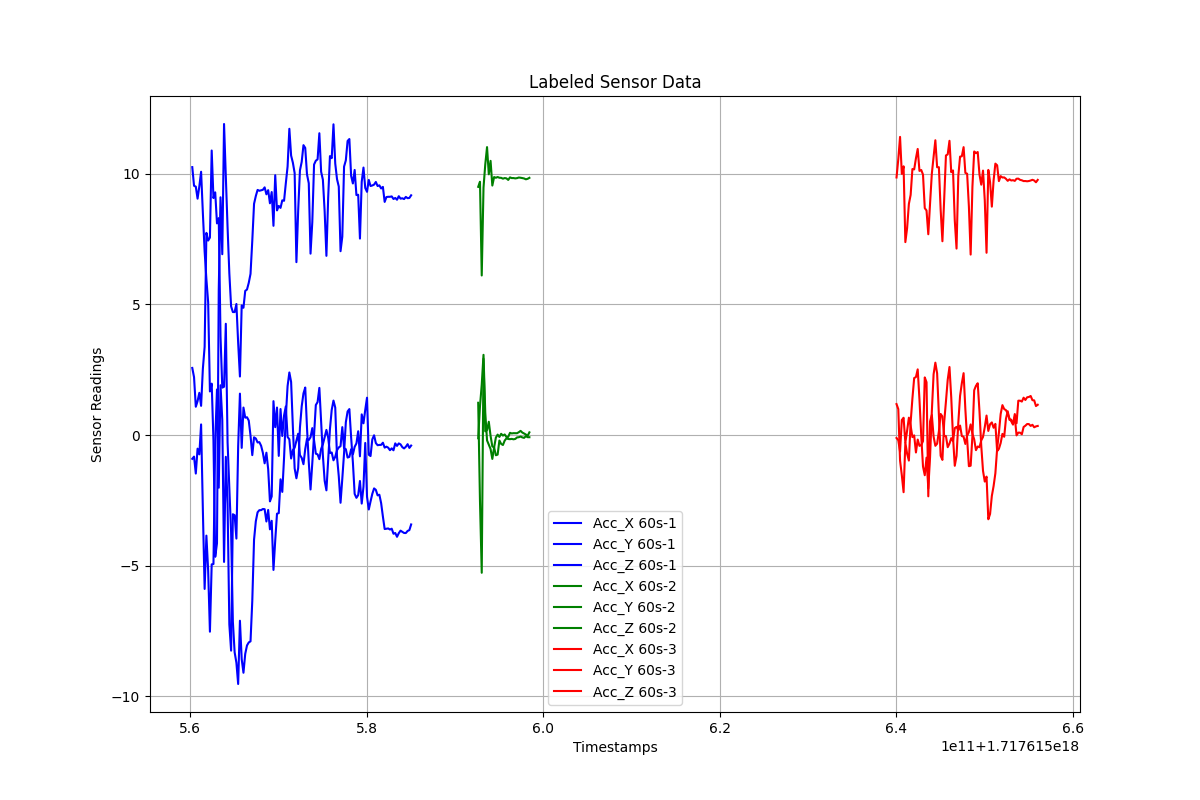 Labeled Sensor Data
Sensor Readings
10
5
0
−5
−10
Acc_X 60s-1
Acc_Y 60s-1
Acc_Z 60s-1
Acc_X 60s-2
Acc_Y 60s-2
Acc_Z 60s-2
Acc_X 60s-3
Acc_Y 60s-3
Acc_Z 60s-3
5.6 5.8 6.0 6.2 6.4 6.6
Timestamps
1e11+1.717615e18